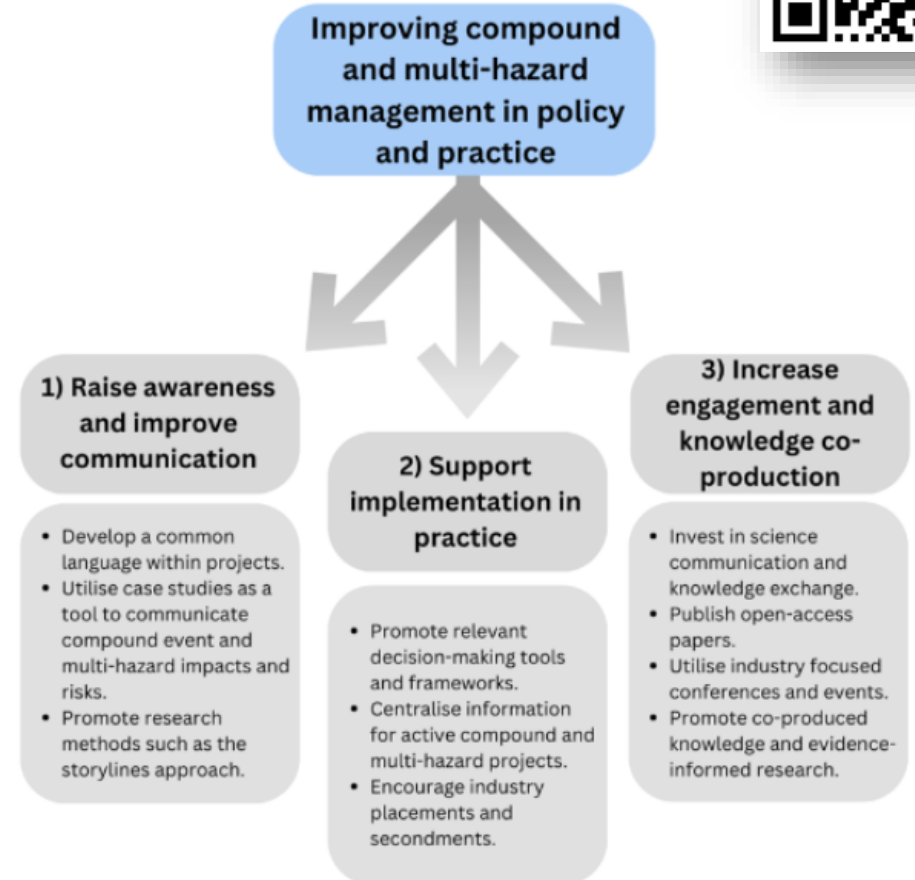 Improving compound
and multi-hazard
management in policy
and practice
1) Raise awareness
and improve
communication
• Develop a common
language within projects.
• Utilise case studies as a
tool to communicate
compound event and
multi-hazard impacts and
risks.
• Promote research
methods such as the
storylines approach.
2) Support
implementation in
practice
• Promote relevant
decision-making tools
and frameworks.
• Centralise information
for active compound and
multi-hazard projects.
• Encourage industry
placements and
secondments.
3) Increase
engagement and
knowledge co-
production
• Invest in science
communication and
knowledge exchange.
• Publish open-access
papers.
• Utilise industry focused
conferences and events.
• Promote co-produced
knowledge and evidence-
informed research.